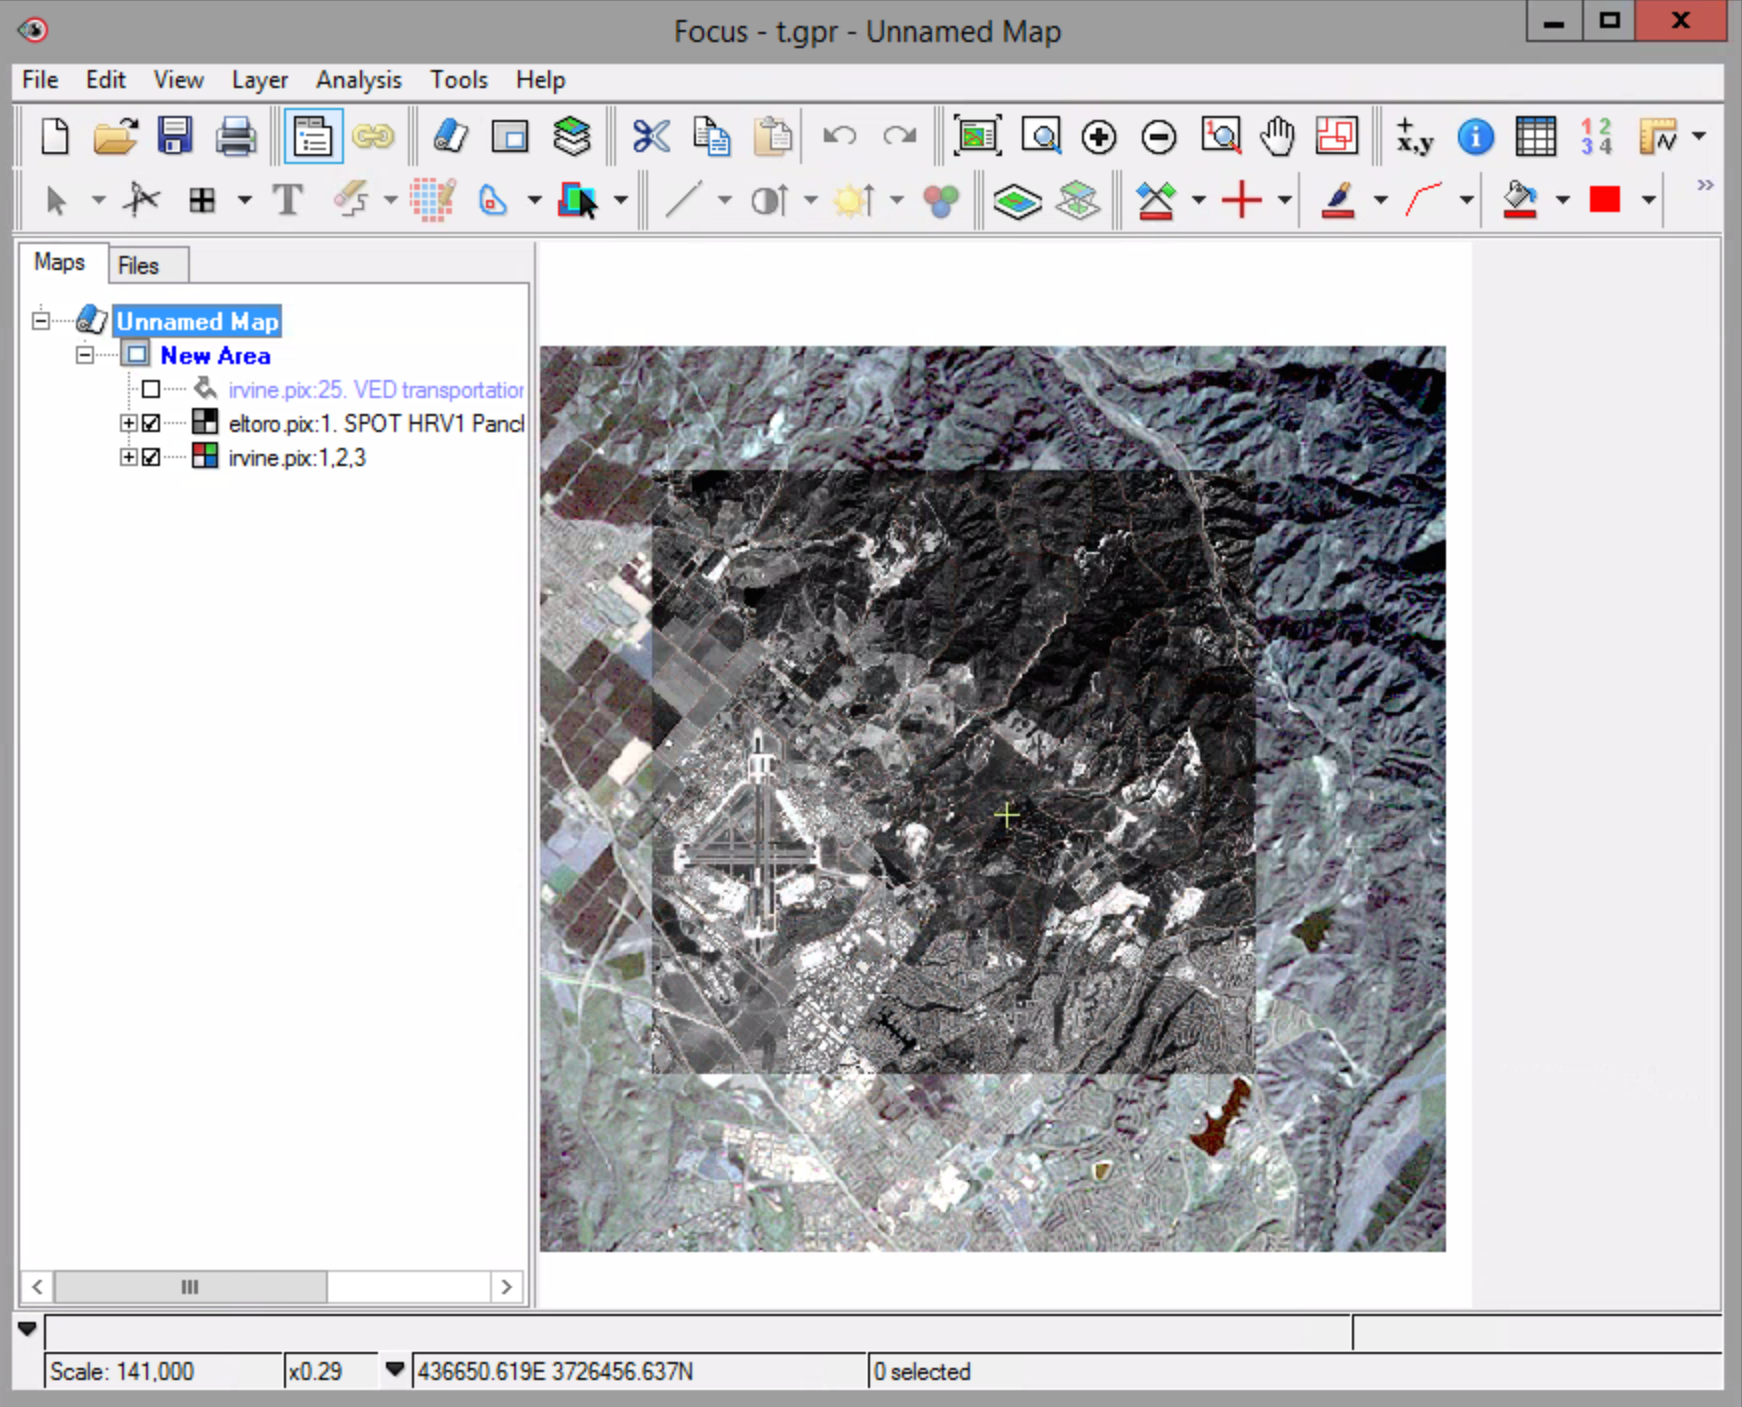 Focus - t.gpr - Unnamed Map
File Edit View Layer Analysis Tools Help
+
x,y
i
1 2
3 4
T
1
»
Maps Files
Unnamed Map
New Area
irvine.pix:25. VED transportation
eltoro.pix:1. SPOT HRV1 Pancl
irvine.pix:1,2,3
Scale: 141,000 x0.29 436650.619E 3726456.637N 0 selected